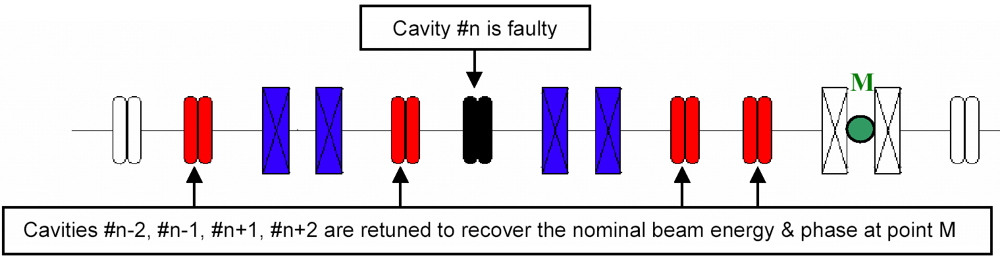 Cavity #n is faulty
M
Cavities #n-2, #n-1, #n+1, #n+2 are retuned to recover the nominal beam energy & phase at point M